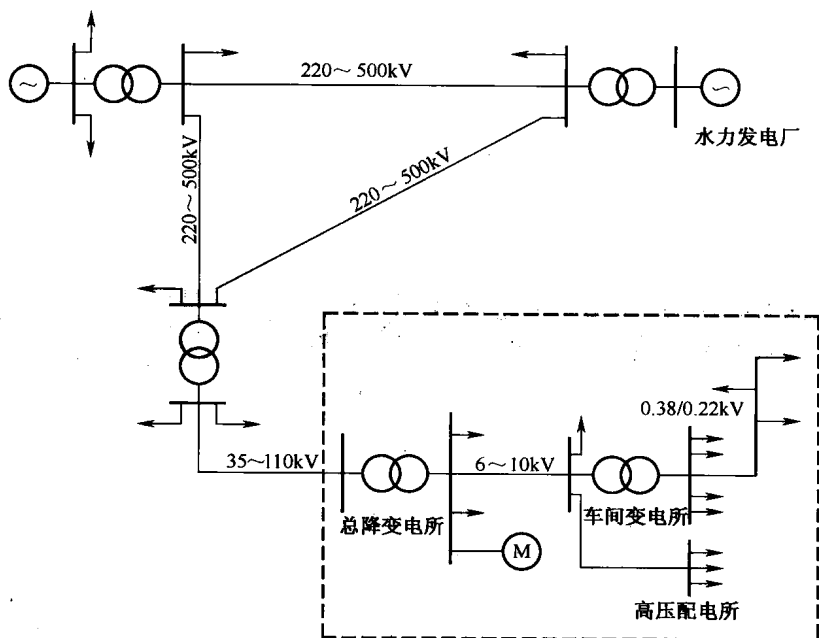 220～500kV
水力发电厂
220～500kV
220～500kV
0.38/0.22kV
35～110kV
6～10kV
总降变电所
车间变电所
M
高压配电所